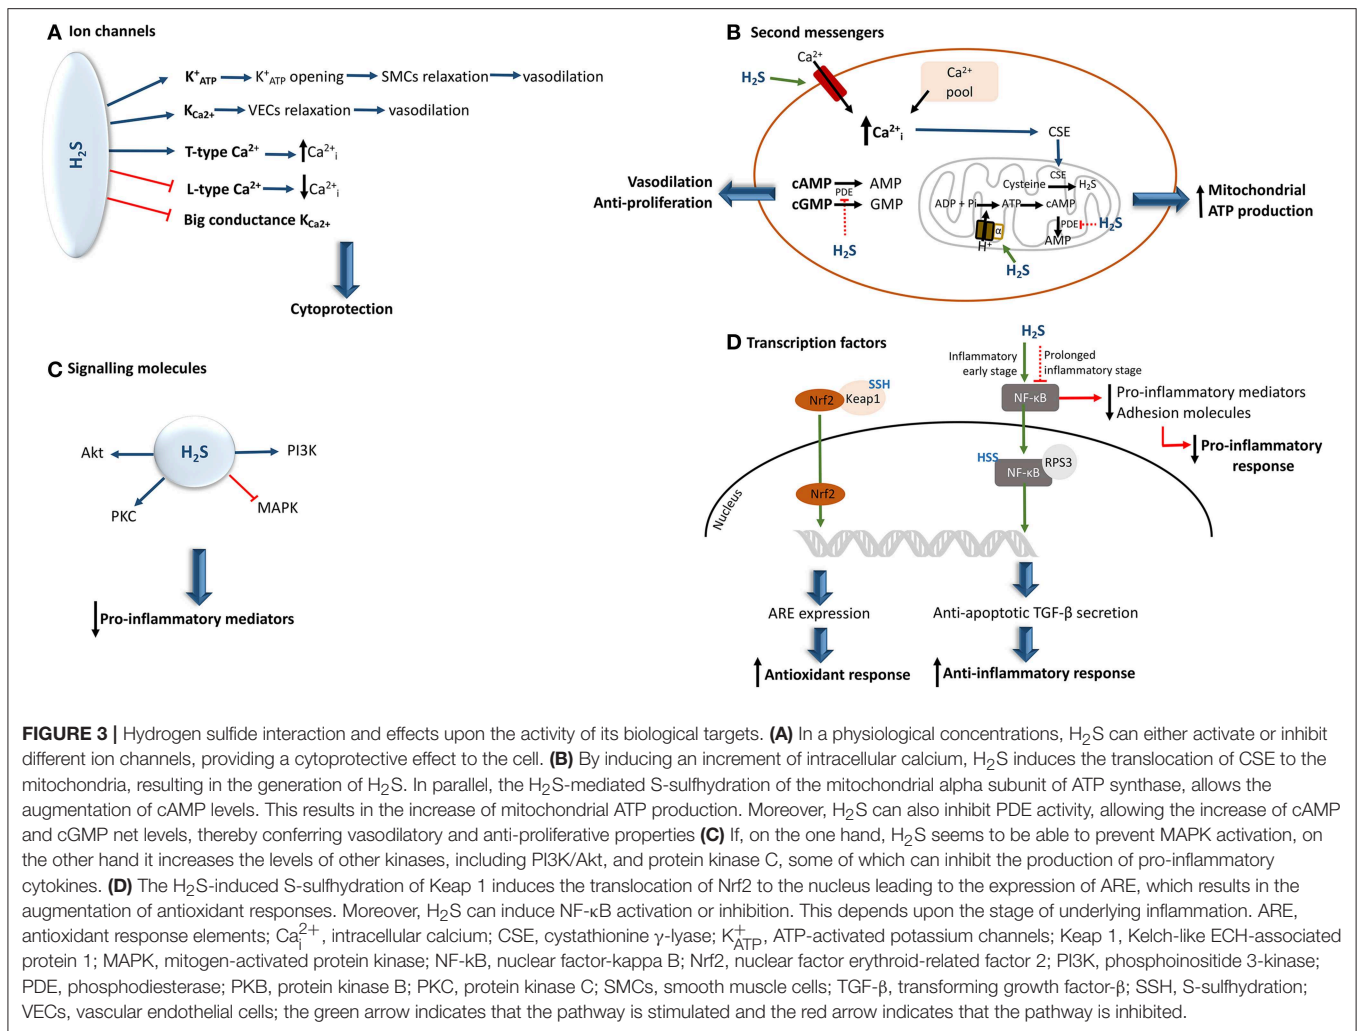 A Ion channels
K⁺ATP K⁺ATP opening SMCs relaxation vasodilation
KCa2+ VECs relaxation vasodilation
T-type Ca²⁺ Ca²⁺i
L-type Ca²⁺ Ca²⁺i
Big conductance KCa2+
H₂S
Cytoprotection
B Second messengers
Ca²⁺
H₂S
Ca²⁺
pool
Ca²⁺i CSE
Vasodilation
Anti-proliferation
cAMP AMP
PDE
cGMP GMP
H₂S
CSE
Cysteine H₂S
ADP + Pi ATP cAMP
PDE H₂S
AMP
α
H⁺
H₂S
Mitochondrial
ATP production
C Signalling molecules
Akt H₂S PI3K
PKC MAPK
Pro-inflammatory mediators
D Transcription factors
H₂S
Inflammatory
early stage
Prolonged
inflammatory stage
SSH
Nrf2 Keap1
NF-κB
Pro-inflammatory mediators
Adhesion molecules
Pro-inflammatory
response
HSS
NF-κB RPS3
Nrf2
Nucleus
ARE expression
Anti-apoptotic TGF-β secretion
Antioxidant response
Anti-inflammatory response
FIGURE 3 | Hydrogen sulfide interaction and effects upon the activity of its biological targets. (A) In a physiological concentrations, H₂S can either activate or inhibit
different ion channels, providing a cytoprotective effect to the cell. (B) By inducing an increment of intracellular calcium, H₂S induces the translocation of CSE to the
mitochondria, resulting in the generation of H₂S. In parallel, the H₂S-mediated S-sulfhydration of the mitochondrial alpha subunit of ATP synthase, allows the
augmentation of cAMP levels. This results in the increase of mitochondrial ATP production. Moreover, H₂S can also inhibit PDE activity, allowing the increase of cAMP
and cGMP net levels, thereby conferring vasodilatory and anti-proliferative properties (C) If, on the one hand, H₂S seems to be able to prevent MAPK activation, on
the other hand it increases the levels of other kinases, including PI3K/Akt, and protein kinase C, some of which can inhibit the production of pro-inflammatory
cytokines. (D) The H₂S-induced S-sulfhydration of Keap 1 induces the translocation of Nrf2 to the nucleus leading to the expression of ARE, which results in the
augmentation of antioxidant responses. Moreover, H₂S can induce NF-κB activation or inhibition. This depends upon the stage of underlying inflammation. ARE,
antioxidant response elements; Ca²⁺i, intracellular calcium; CSE, cystathionine γ-lyase; K⁺ATP, ATP-activated potassium channels; Keap 1, Kelch-like ECH-associated
protein 1; MAPK, mitogen-activated protein kinase; NF-kB, nuclear factor-kappa B; Nrf2, nuclear factor erythroid-related factor 2; PI3K, phosphoinositide 3-kinase;
PDE, phosphodiesterase; PKB, protein kinase B; PKC, protein kinase C; SMCs, smooth muscle cells; TGF-β, transforming growth factor-β; SSH, S-sulfhydration;
VECs, vascular endothelial cells; the green arrow indicates that the pathway is stimulated and the red arrow indicates that the pathway is inhibited.